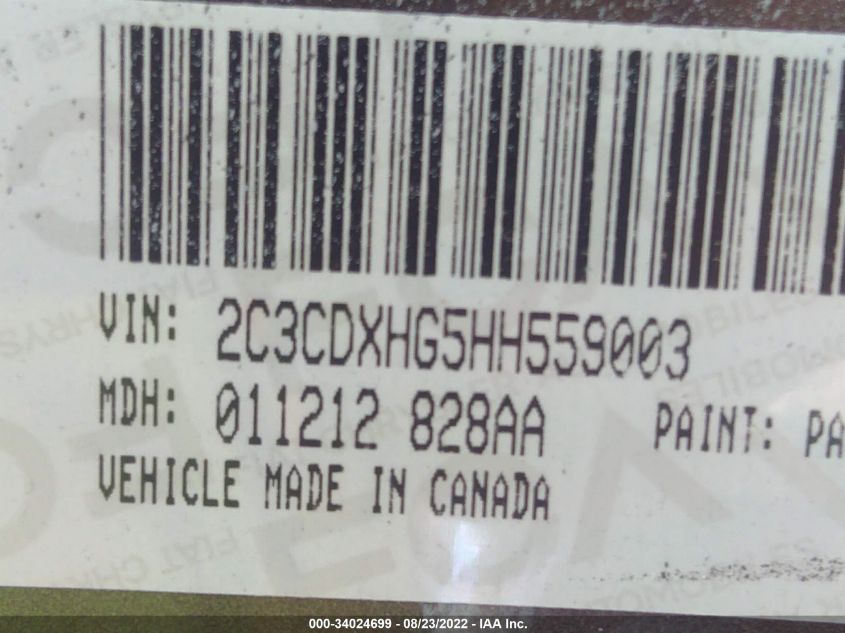 VIN: 2C3CDXHG5HH559003
MDH: 011212 828AA PAINT: PA
VEHICLE MADE IN CANADA
000-34024699 - 08/23/2022 - IAA Inc.